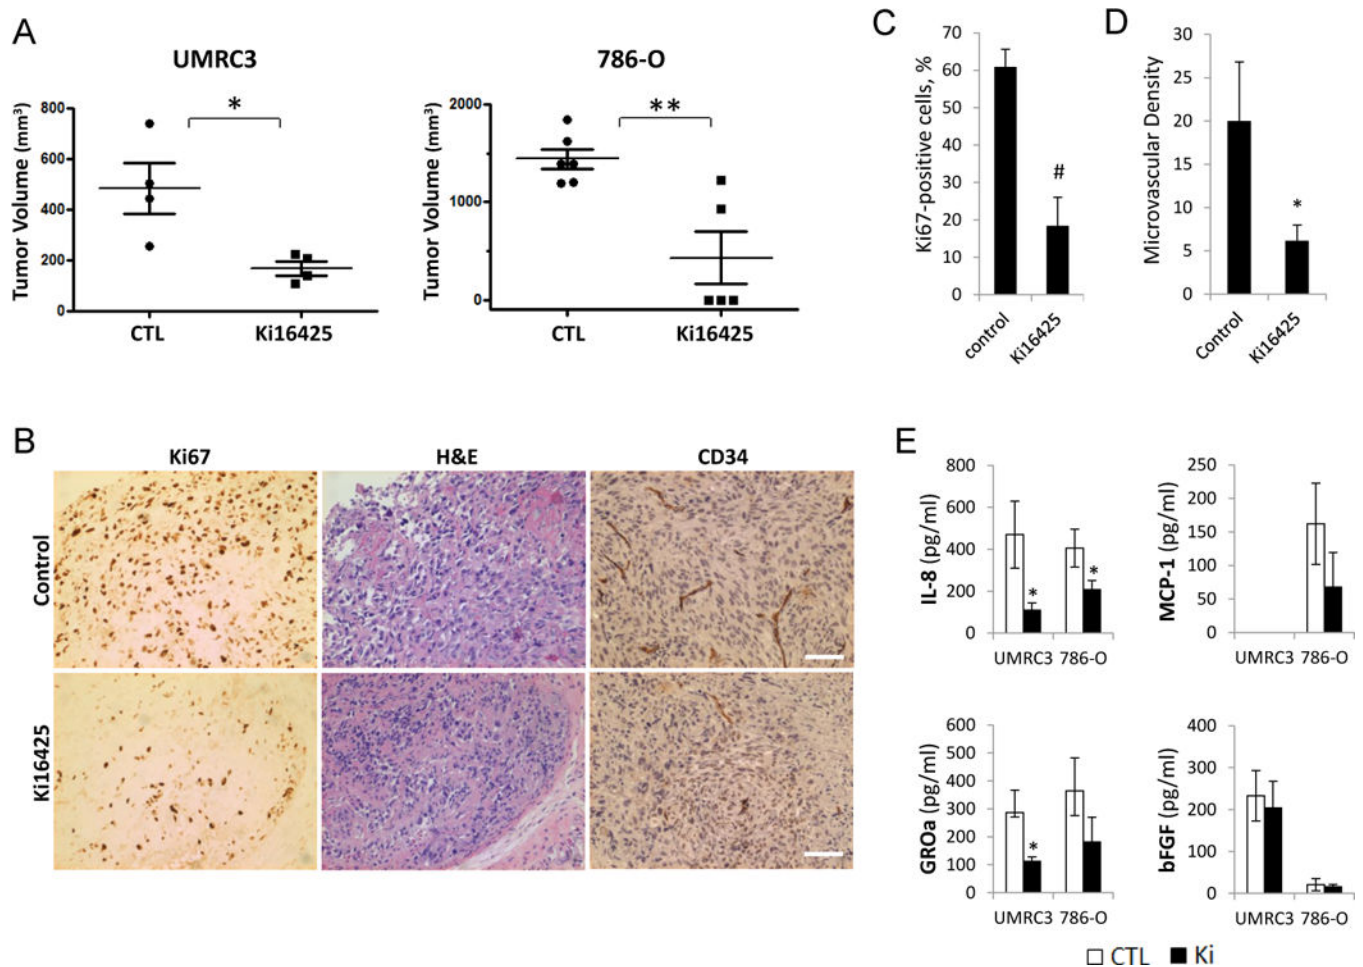 A
UMRC3
Tumor Volume (mm³)
800
600
400
200
0
*
CTL
Ki16425
786-O
Tumor Volume (mm³)
2000
1000
0
**
CTL
Ki16425
C
Ki67-positive cells, %
70
60
50
40
30
20
10
0
#
control
Ki16425
D
Microvascular Density
30
25
20
15
10
5
0
*
Control
Ki16425
B
Ki67
H&E
CD34
Control
Ki16425
E
IL-8 (pg/ml)
800
600
400
200
0
*
*
UMRC3 786-O
MCP-1 (pg/ml)
250
200
150
100
50
0
UMRC3 786-O
GROa (pg/ml)
600
500
400
300
200
100
0
*
UMRC3 786-O
bFGF (pg/ml)
400
300
200
100
0
UMRC3 786-O
CTL Ki